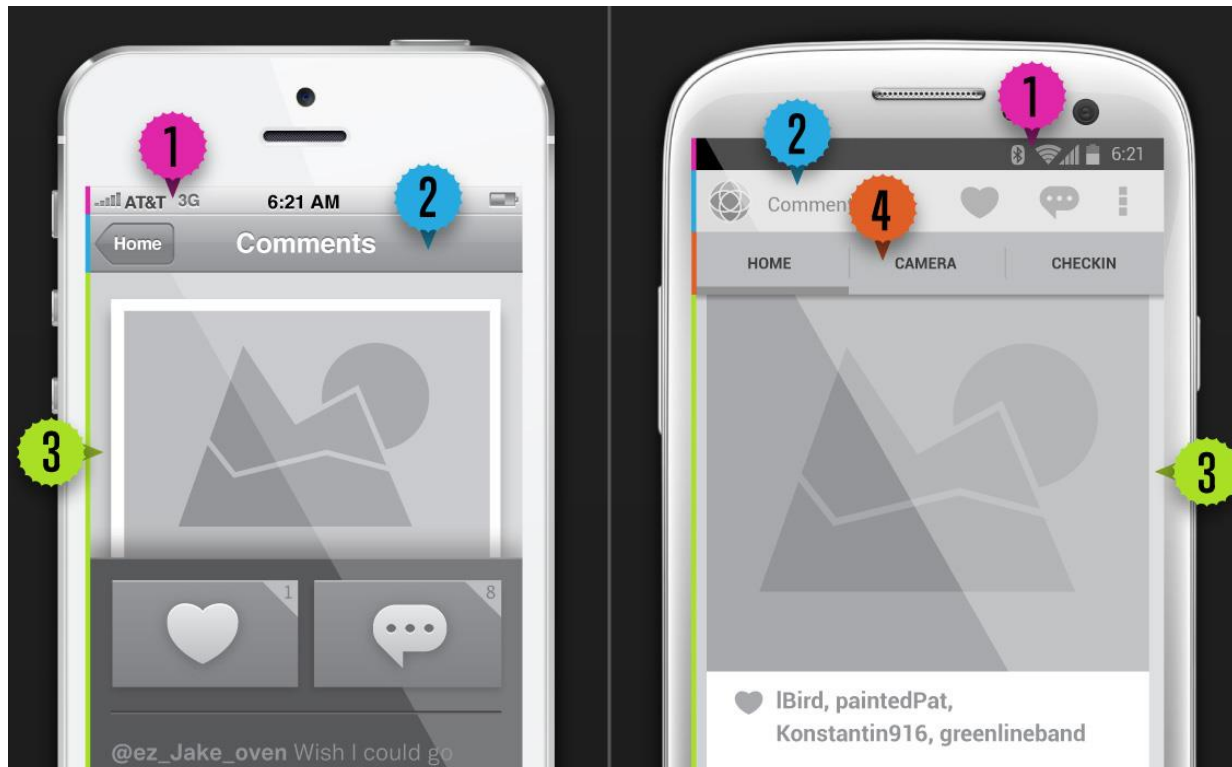 1
AT&T 3G 6:21 AM
2
Home Comments
3
1 8
@ez_Jake_oven Wish I could go
1
6:21
2
Commen
4
HOME CAMERA CHECKIN
3
lBird, paintedPat,
Konstantin916, greenlineband